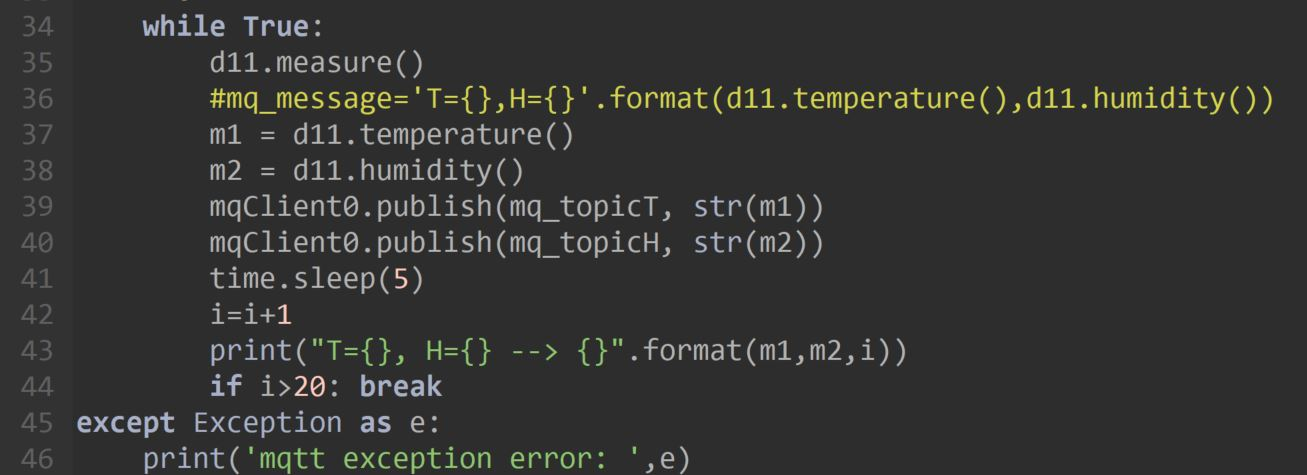 34 while True:
35 d11.measure()
36 #mq_message='T={},H={}'.format(d11.temperature(),d11.humidity())
37 m1 = d11.temperature()
38 m2 = d11.humidity()
39 mqClient0.publish(mq_topicT, str(m1))
40 mqClient0.publish(mq_topicH, str(m2))
41 time.sleep(5)
42 i=i+1
43 print("T={}, H={} --> {}".format(m1,m2,i))
44 if i>20: break
45 except Exception as e:
46 print('mqtt exception error: ',e)